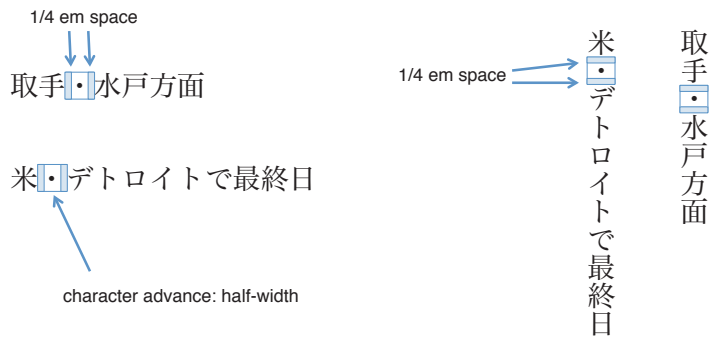 1/4 em space
取手・水戸方面
米・デトロイトで最終日
character advance: half-width
1/4 em space
取手・水戸方面
米・デトロイトで最終日